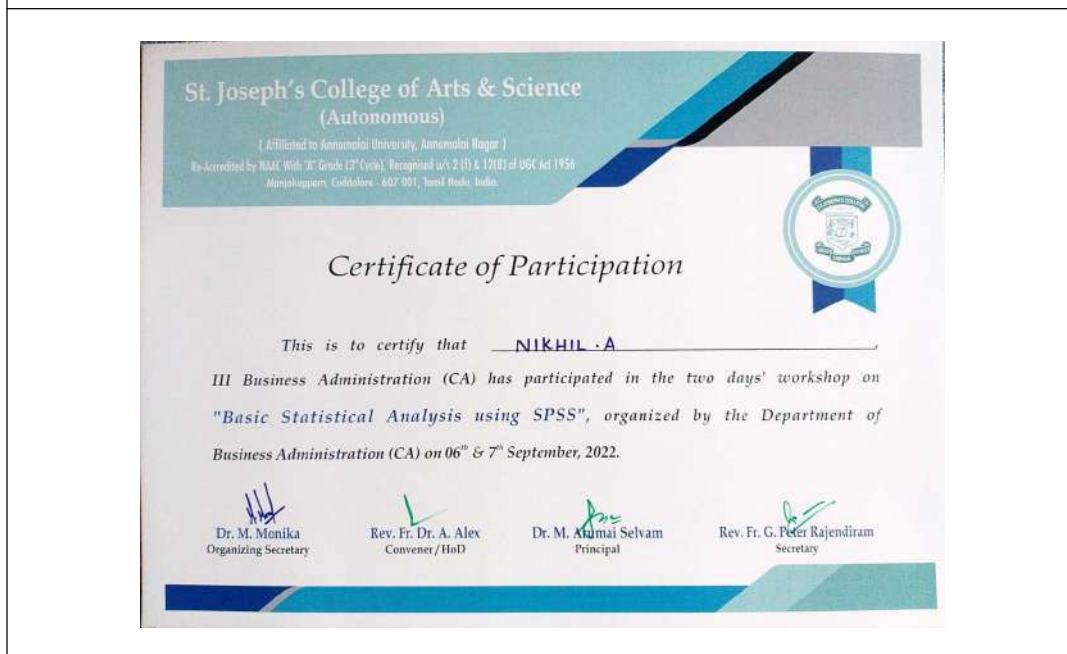 St. Joseph's College of Arts & Science
(Autonomous)
( Affiliated to Annamalai University, Annamalai Nagar )
Re-Accredited by NAAC With "A" Grade (3rd Cycle), Recognised u/s 2 (f) & 12(B) of UGC Act 1956
Manjakuppam, Cuddalore - 607 001, Tamil Nadu, India.
ST.JOSEPH'S COLLEGE
Certificate of Participation
This is to certify that NIKHIL . A
III Business Administration (CA) has participated in the two days' workshop on
"Basic Statistical Analysis using SPSS", organized by the Department of
Business Administration (CA) on 06th & 7th September, 2022.
Dr. M. Monika Rev. Fr. Dr. A. Alex Dr. M. Arumai Selvam Rev. Fr. G. Peter Rajendiram
Organizing Secretary Convener/HoD Principal Secretary